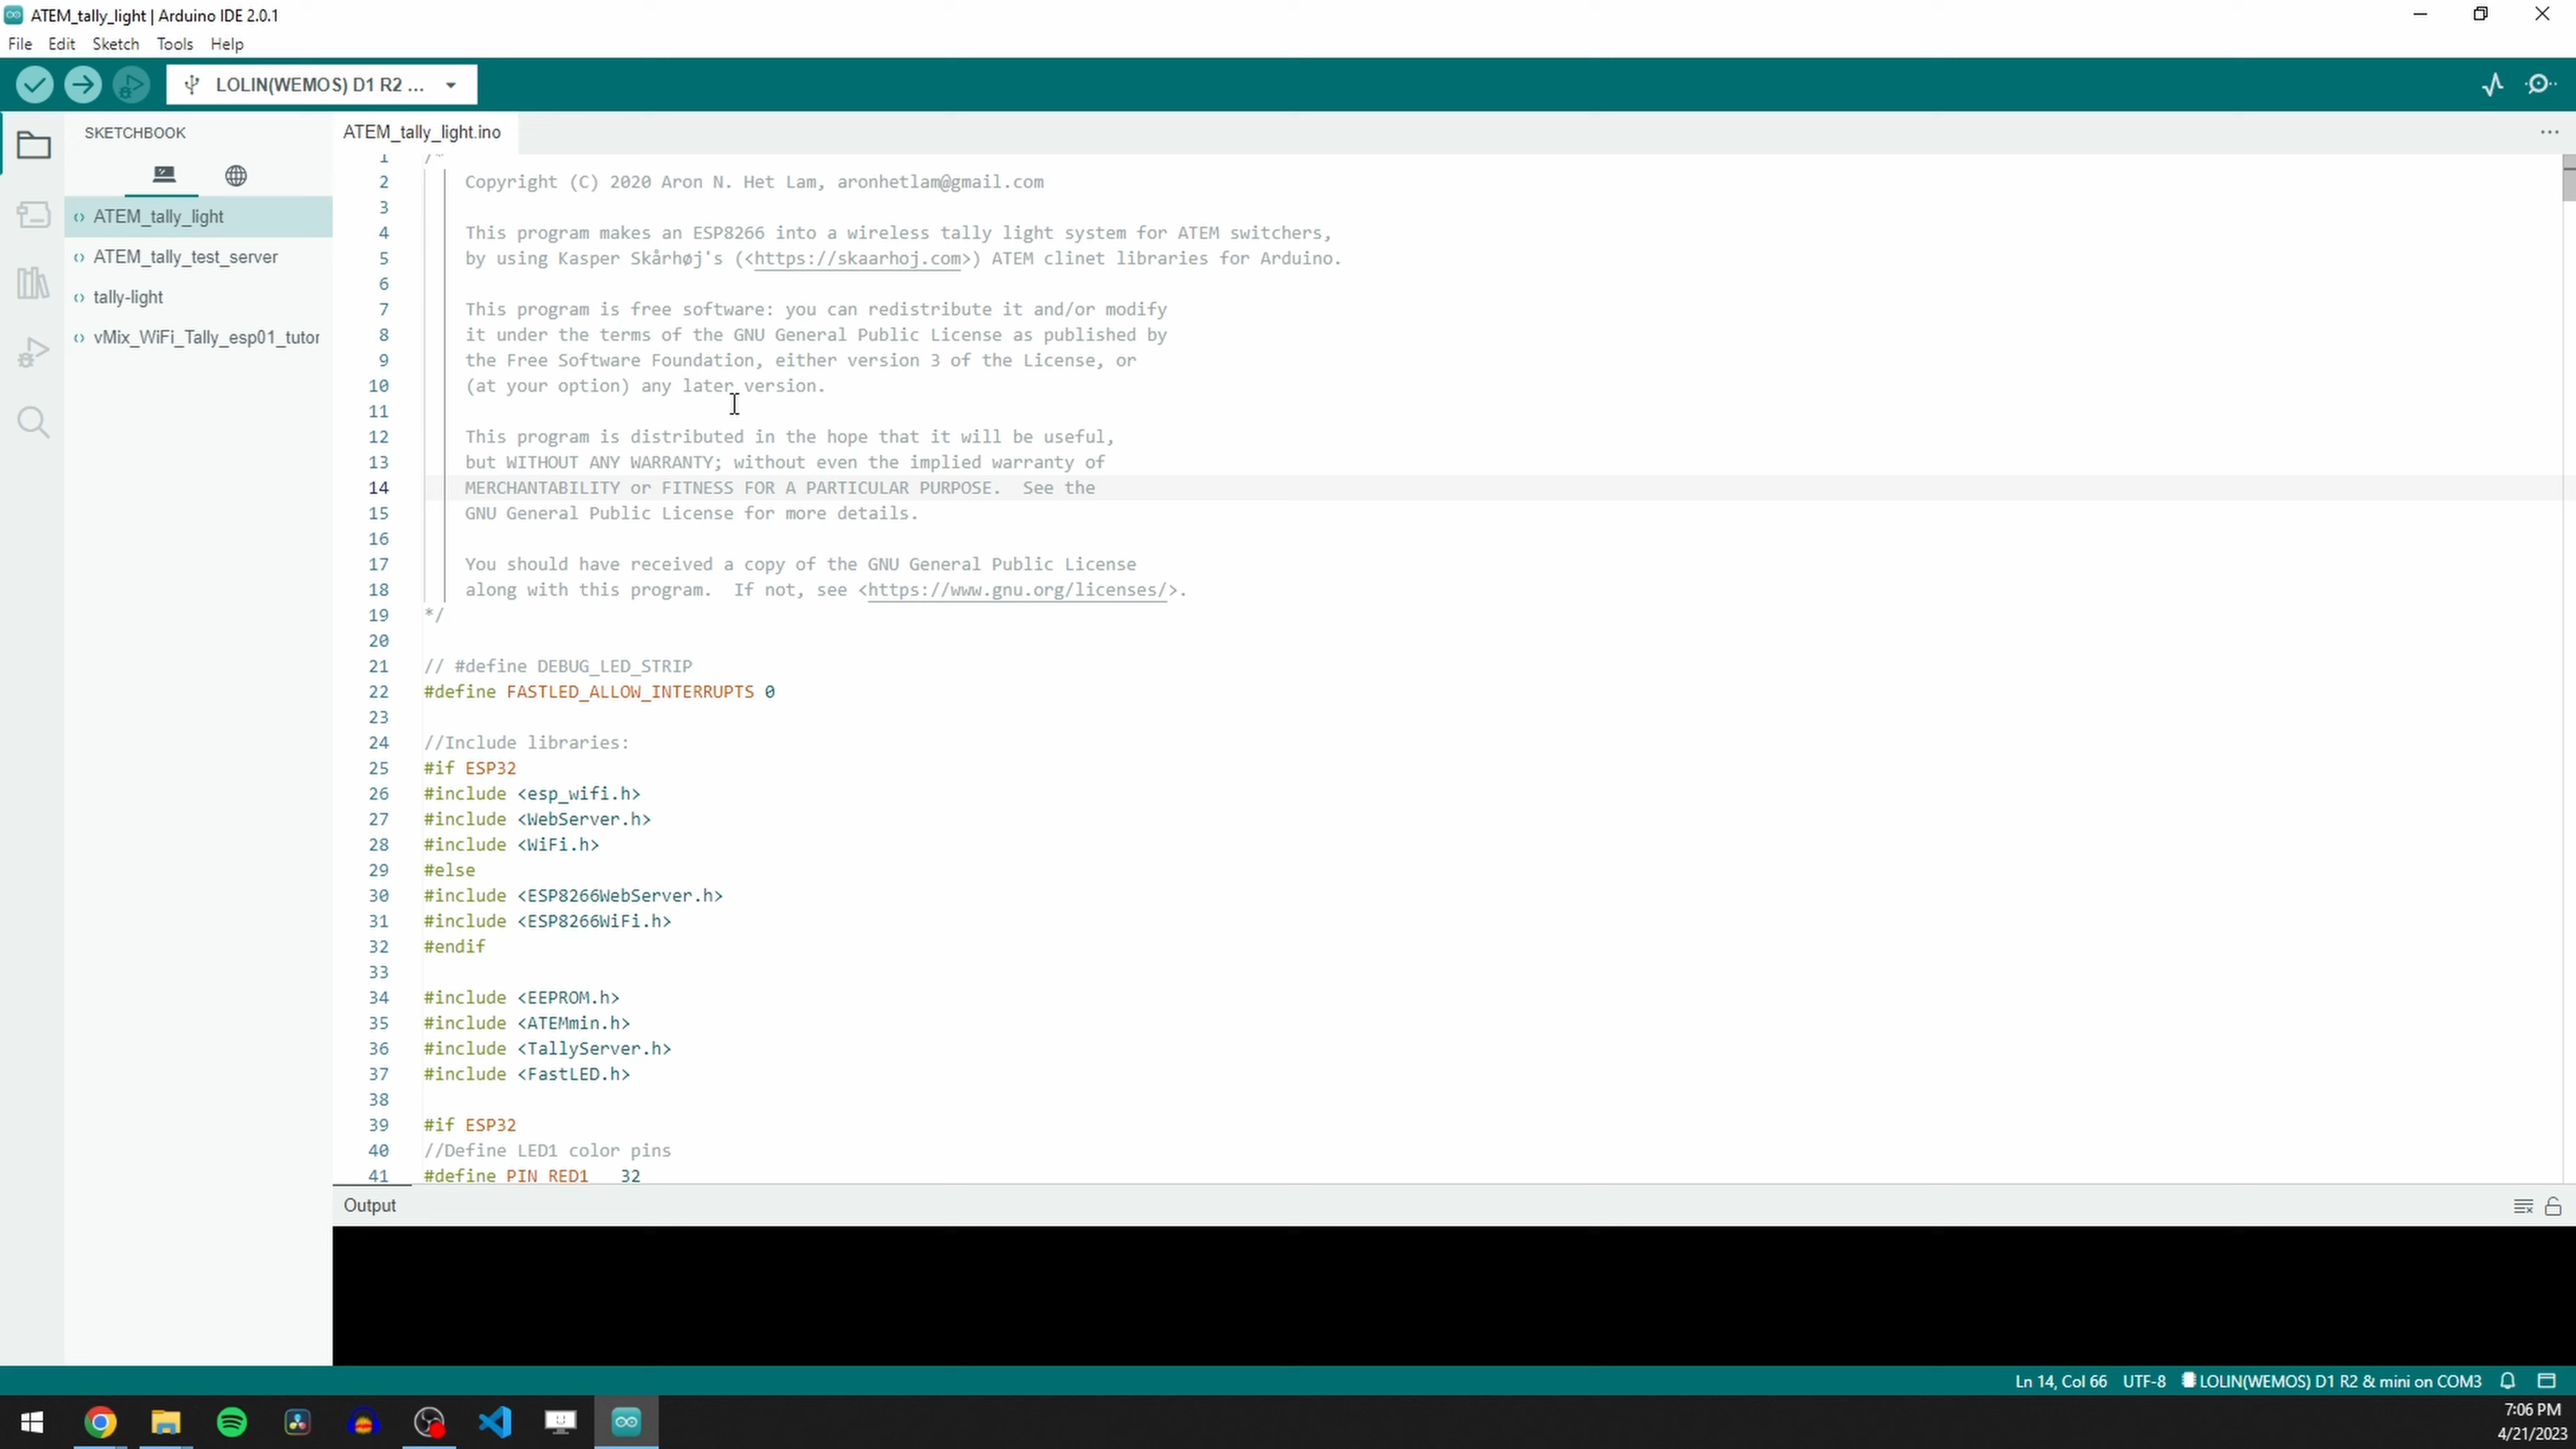 ATEM_tally_light | Arduino IDE 2.0.1
File Edit Sketch Tools Help
LOLIN(WEMOS) D1 R2 ...
SKETCHBOOK
ATEM_tally_light
ATEM_tally_test_server
tally-light
vMix_WiFi_Tally_esp01_tutor
ATEM_tally_light.ino
1 /*
2 Copyright (C) 2020 Aron N. Het Lam, aronhetlam@gmail.com
3
4 This program makes an ESP8266 into a wireless tally light system for ATEM switchers,
5 by using Kasper Skårhøj's (<https://skaarhoj.com>) ATEM clinet libraries for Arduino.
6
7 This program is free software: you can redistribute it and/or modify
8 it under the terms of the GNU General Public License as published by
9 the Free Software Foundation, either version 3 of the License, or
10 (at your option) any later version.
11
12 This program is distributed in the hope that it will be useful,
13 but WITHOUT ANY WARRANTY; without even the implied warranty of
14 MERCHANTABILITY or FITNESS FOR A PARTICULAR PURPOSE.  See the
15 GNU General Public License for more details.
16
17 You should have received a copy of the GNU General Public License
18 along with this program.  If not, see <https://www.gnu.org/licenses/>.
19 */
20
21 // #define DEBUG_LED_STRIP
22 #define FASTLED_ALLOW_INTERRUPTS 0
23
24 //Include libraries:
25 #if ESP32
26 #include <esp_wifi.h>
27 #include <WebServer.h>
28 #include <WiFi.h>
29 #else
30 #include <ESP8266WebServer.h>
31 #include <ESP8266WiFi.h>
32 #endif
33
34 #include <EEPROM.h>
35 #include <ATEMmin.h>
36 #include <TallyServer.h>
37 #include <FastLED.h>
38
39 #if ESP32
40 //Define LED1 color pins
41 #define PIN_RED1   32
Output
Ln 14, Col 66 UTF-8 LOLIN(WEMOS) D1 R2 & mini on COM3
7:06 PM
4/21/2023